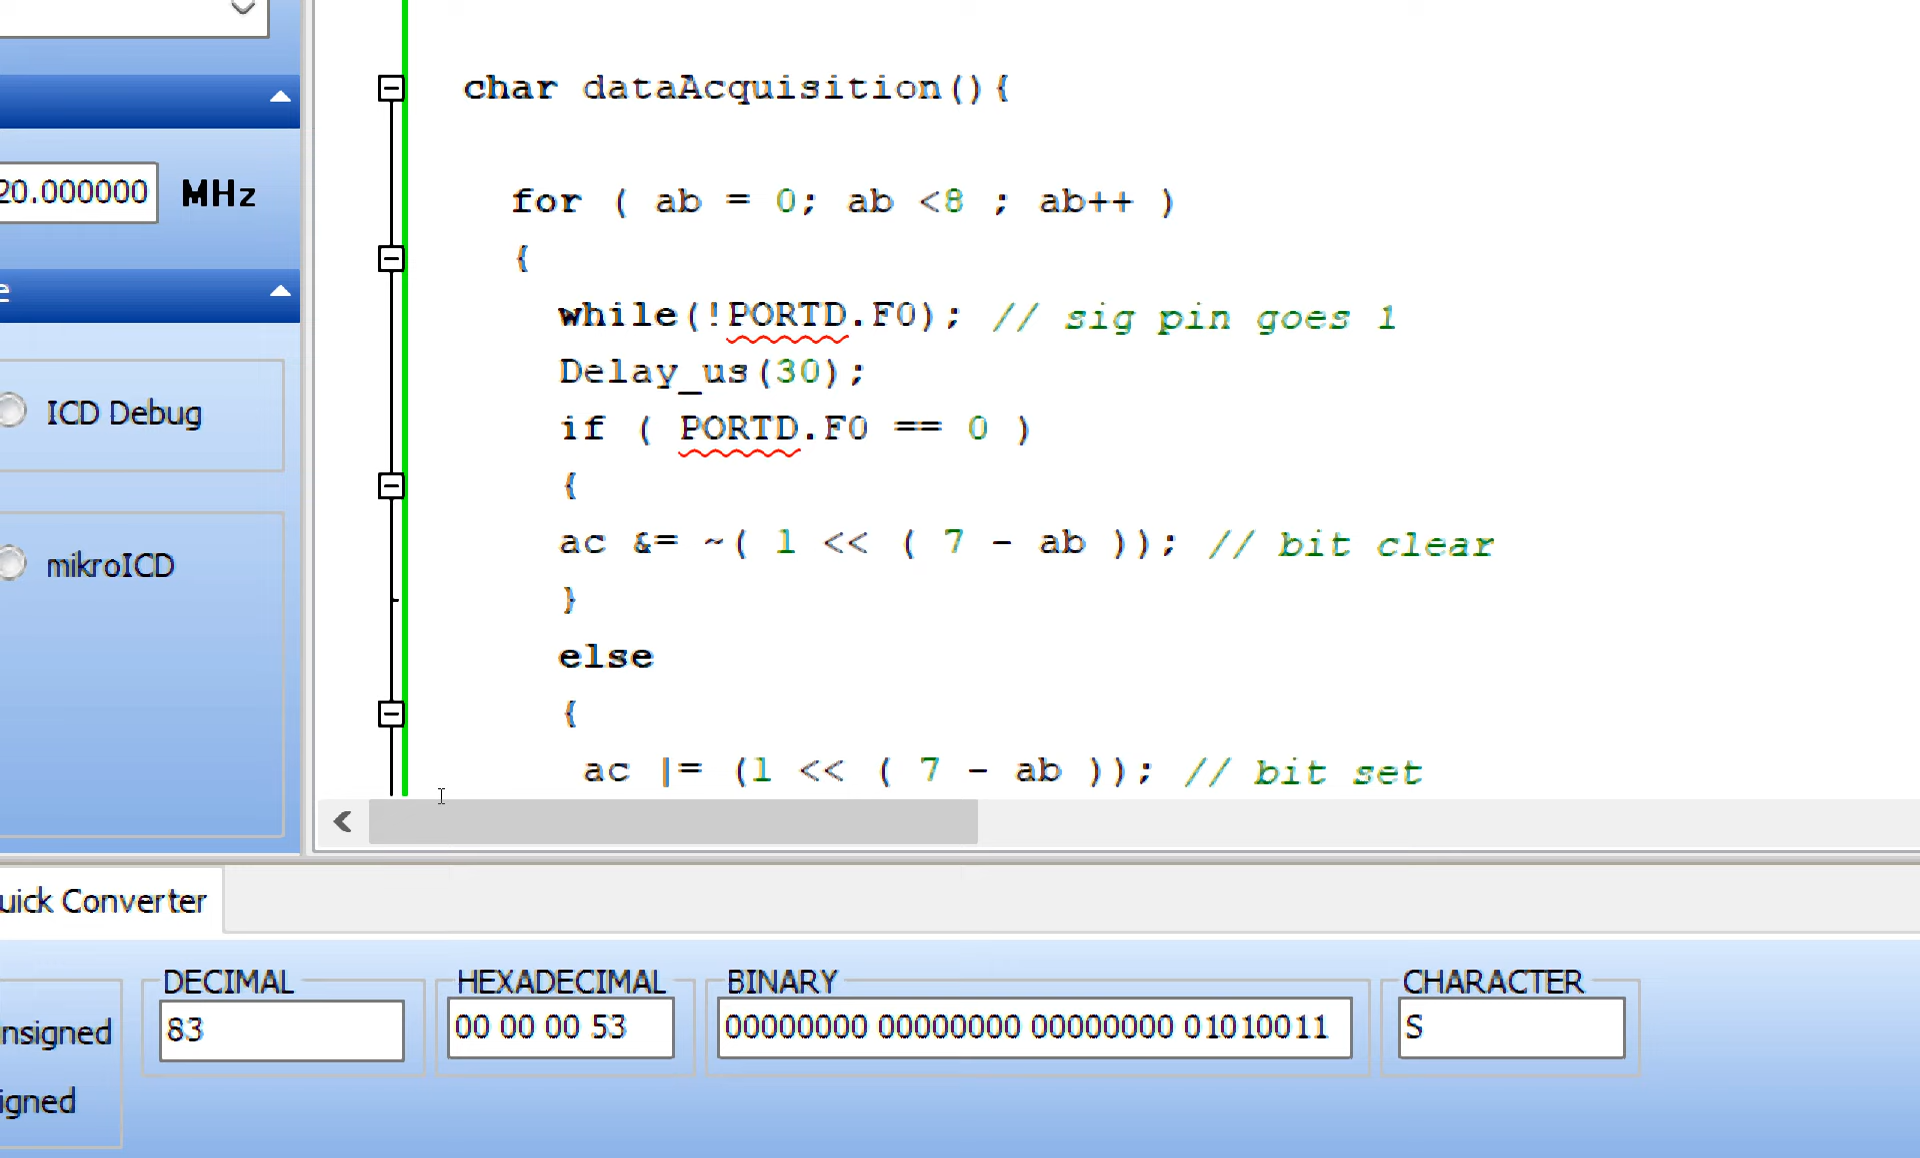 char dataAcquisition(){
20.000000 MHz
for ( ab = 0; ab <8 ; ab++ )
{
e
while(!PORTD.F0); // sig pin goes 1
Delay_us(30);
ICD Debug
if ( PORTD.F0 == 0 )
{
ac &= ~( 1 << ( 7 - ab )); // bit clear
mikroICD
}
else
{
ac |= (1 << ( 7 - ab )); // bit set
uick Converter
DECIMAL HEXADECIMAL BINARY CHARACTER
nsigned 83 00 00 00 53 00000000 00000000 00000000 01010011 S
igned